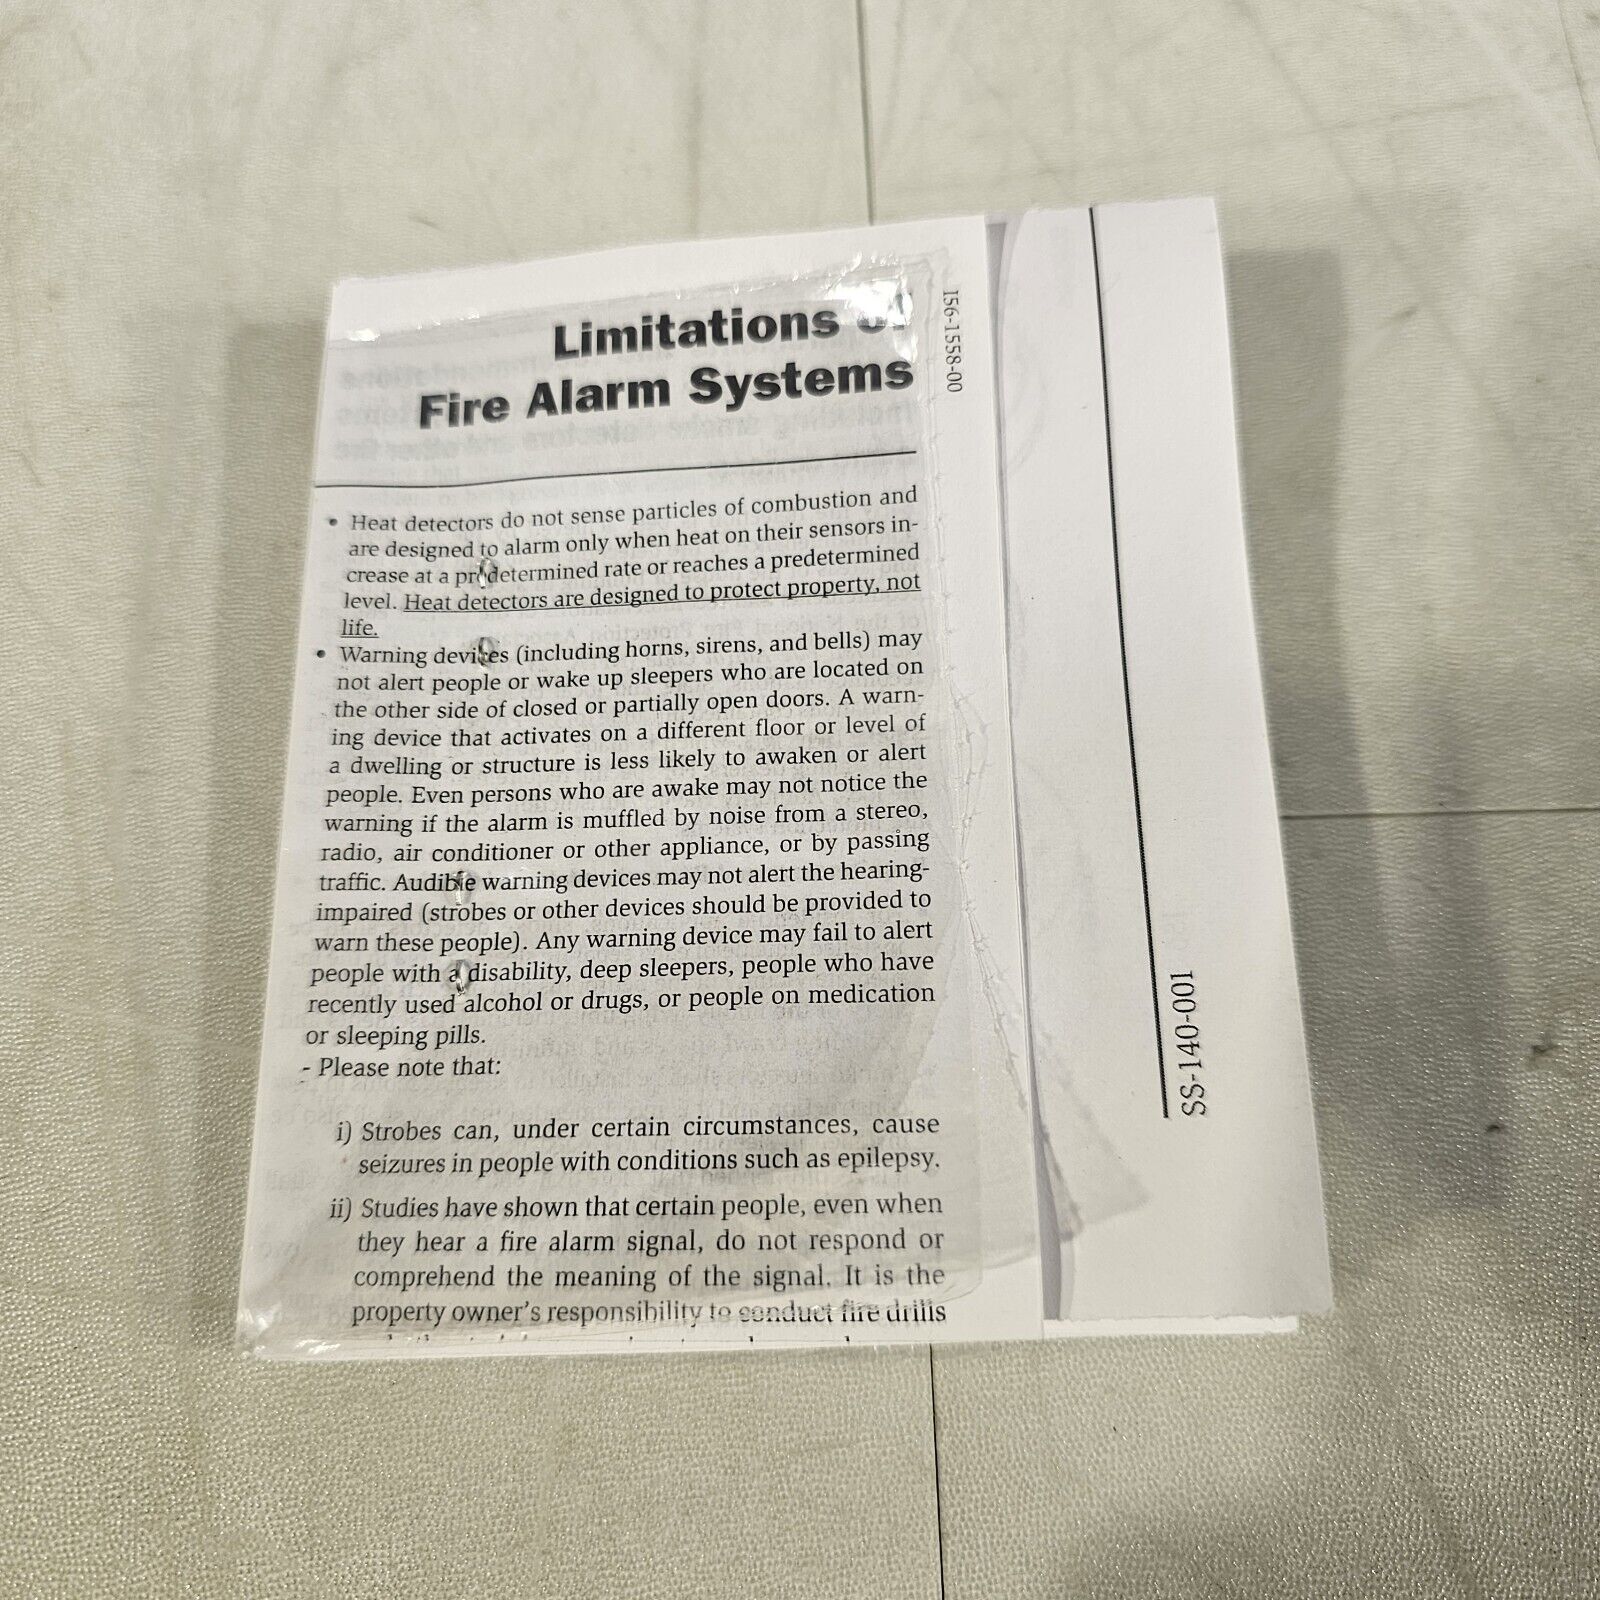 Limitations of
Fire Alarm Systems
I56-1558-00
• Heat detectors do not sense particles of combustion and
are designed to alarm only when heat on their sensors in-
crease at a predetermined rate or reaches a predetermined
level. Heat detectors are designed to protect property, not
life.
• Warning devices (including horns, sirens, and bells) may
not alert people or wake up sleepers who are located on
the other side of closed or partially open doors. A warn-
ing device that activates on a different floor or level of
a dwelling or structure is less likely to awaken or alert
people. Even persons who are awake may not notice the
warning if the alarm is muffled by noise from a stereo,
radio, air conditioner or other appliance, or by passing
traffic. Audible warning devices may not alert the hearing-
impaired (strobes or other devices should be provided to
warn these people). Any warning device may fail to alert
people with a disability, deep sleepers, people who have
recently used alcohol or drugs, or people on medication
or sleeping pills.
- Please note that:
i) Strobes can, under certain circumstances, cause
seizures in people with conditions such as epilepsy.
ii) Studies have shown that certain people, even when
they hear a fire alarm signal, do not respond or
comprehend the meaning of the signal. It is the
property owner's responsibility to conduct fire drills
SS-140-001